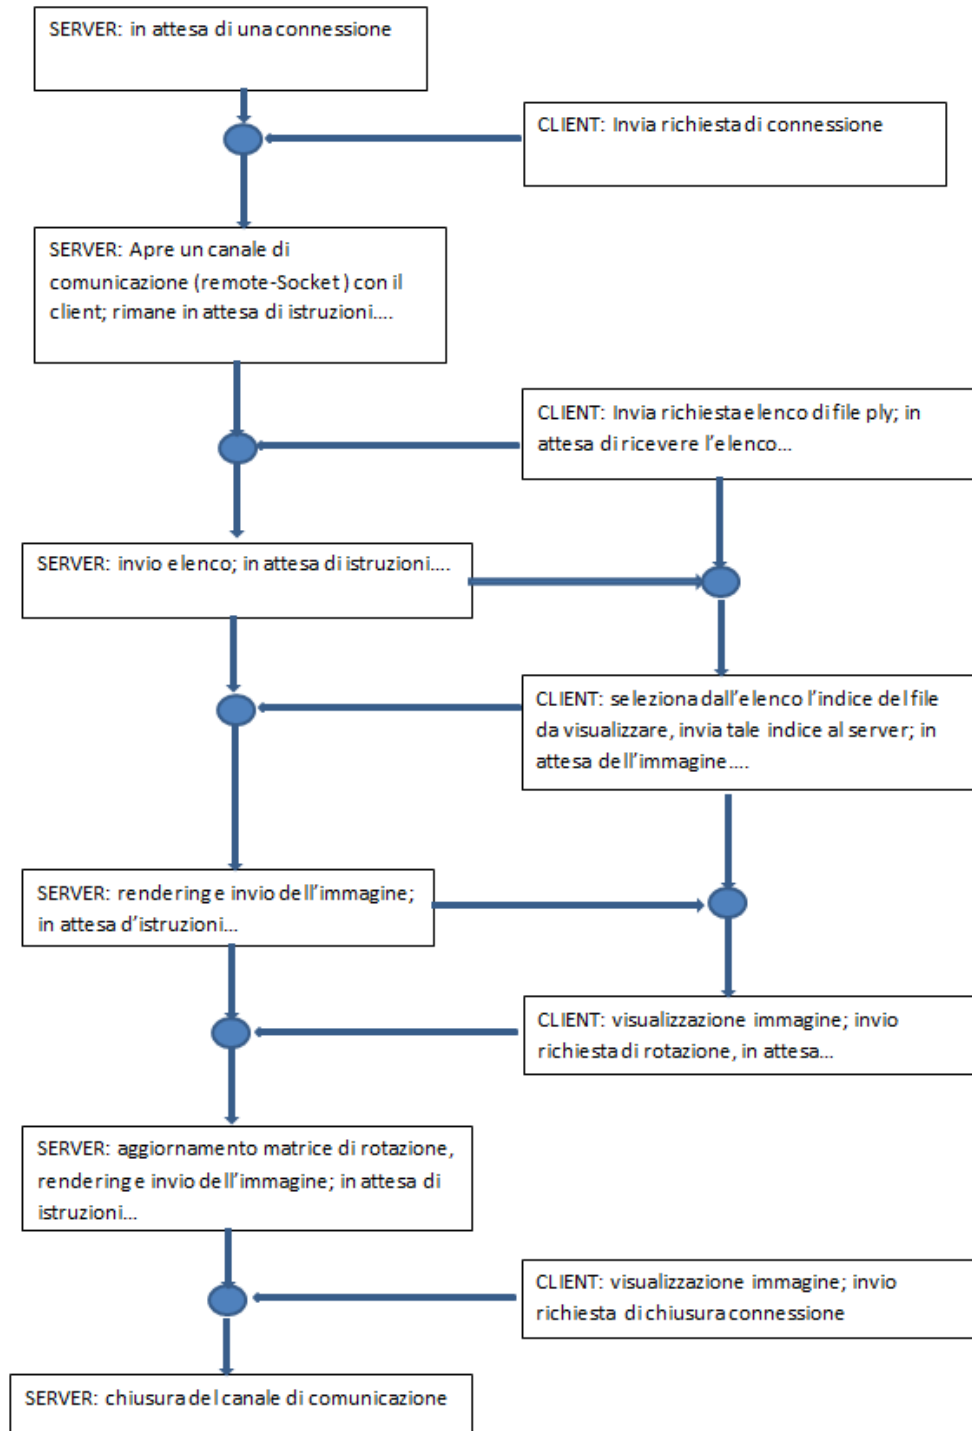 SERVER: in attesa di una connessione
CLIENT: Invia richiesta di connessione
SERVER: Apre un canale di
comunicazione (remote-Socket ) con il
client; rimane in attesa di istruzioni....
CLIENT: Invia richiesta elenco di file ply; in
attesa di ricevere l'elenco...
SERVER: invio elenco; in attesa di istruzioni....
CLIENT: seleziona dall'elenco l'indice del file
da visualizzare, invia tale indice al server; in
attesa dell'immagine....
SERVER: rendering e invio dell'immagine;
in attesa d'istruzioni...
CLIENT: visualizzazione immagine; invio
richiesta di rotazione, in attesa...
SERVER: aggiornamento matrice di rotazione,
rendering e invio dell'immagine; in attesa di
istruzioni...
CLIENT: visualizzazione immagine; invio
richiesta di chiusura connessione
SERVER: chiusura del canale di comunicazione